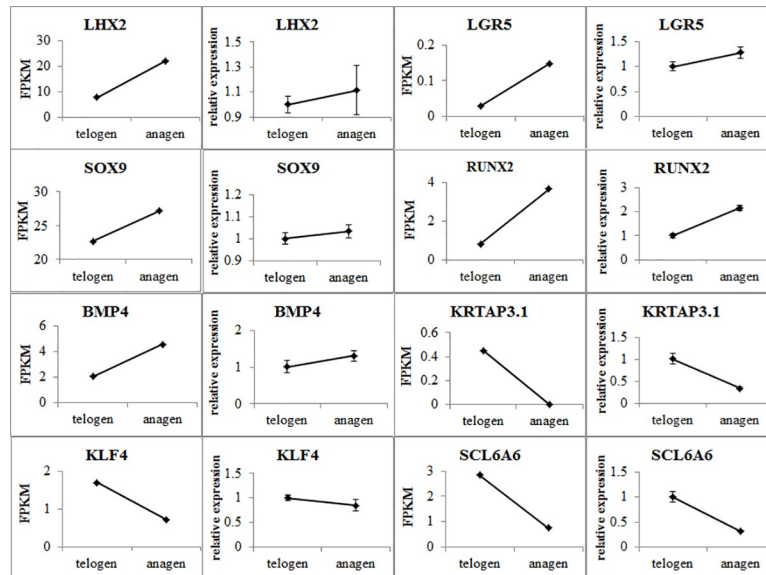 LHX2
FPKM
30
20
10
0
telogen anagen
LHX2
relative expression
1.5
1.3
1.1
0.9
telogen anagen
LGR5
FPKM
0.2
0.1
0
telogen anagen
LGR5
relative expression
1.5
1
0.5
0
telogen anagen
SOX9
FPKM
30
25
20
telogen anagen
SOX9
relative expression
1.2
1.1
1
0.9
telogen anagen
RUNX2
FPKM
4
2
0
telogen anagen
RUNX2
relative expression
3
2
1
0
telogen anagen
BMP4
FPKM
6
4
2
0
telogen anagen
BMP4
relative expression
2
1
0
telogen anagen
KRTAP3.1
FPKM
0.6
0.4
0.2
0
telogen anagen
KRTAP3.1
relative expression
1.5
1
0.5
0
telogen anagen
KLF4
FPKM
2
1
0
telogen anagen
KLF4
relative expression
1.5
1
0.5
0
telogen anagen
SCL6A6
FPKM
3
2
1
0
telogen anagen
SCL6A6
relative expression
1.5
1
0.5
0
telogen anagen